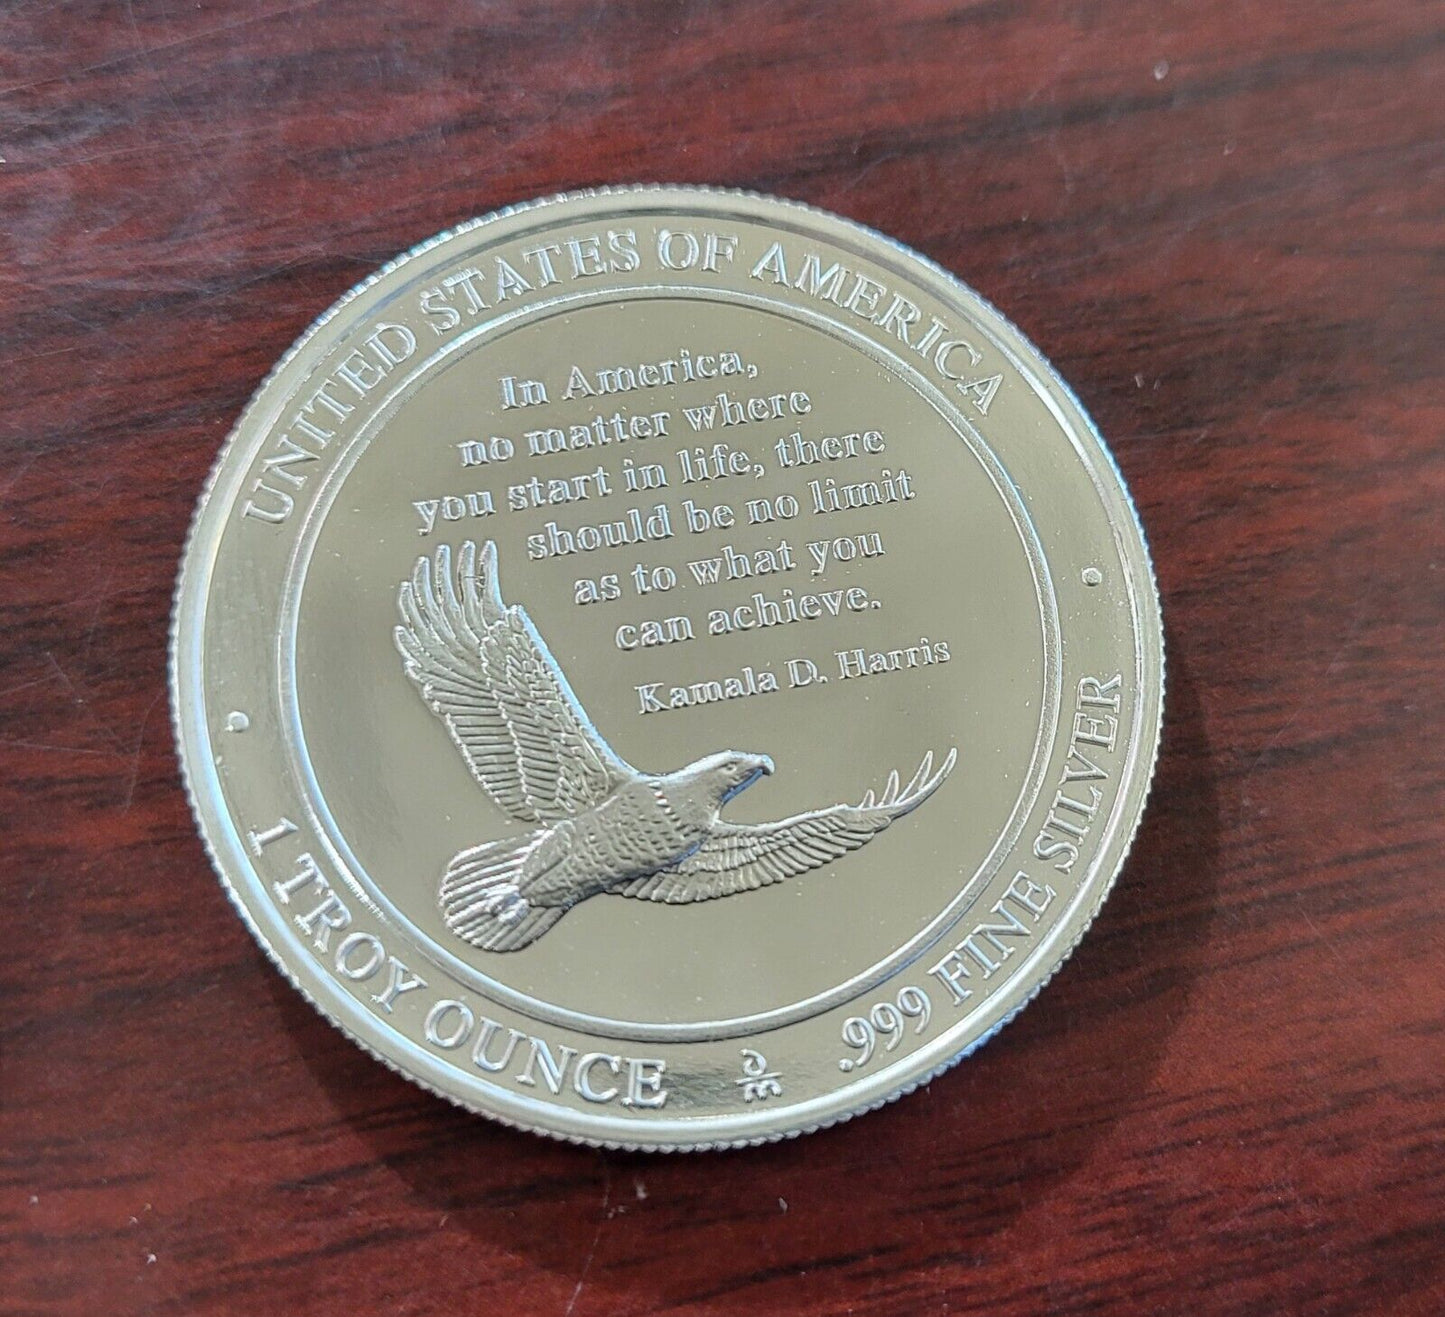 UNITED STATES OF AMERICA
In America,
no matter where
you start in life, there
should be no limit
as to what you
can achieve.
Kamala D. Harris
1 TROY OUNCE
.999 FINE SILVER